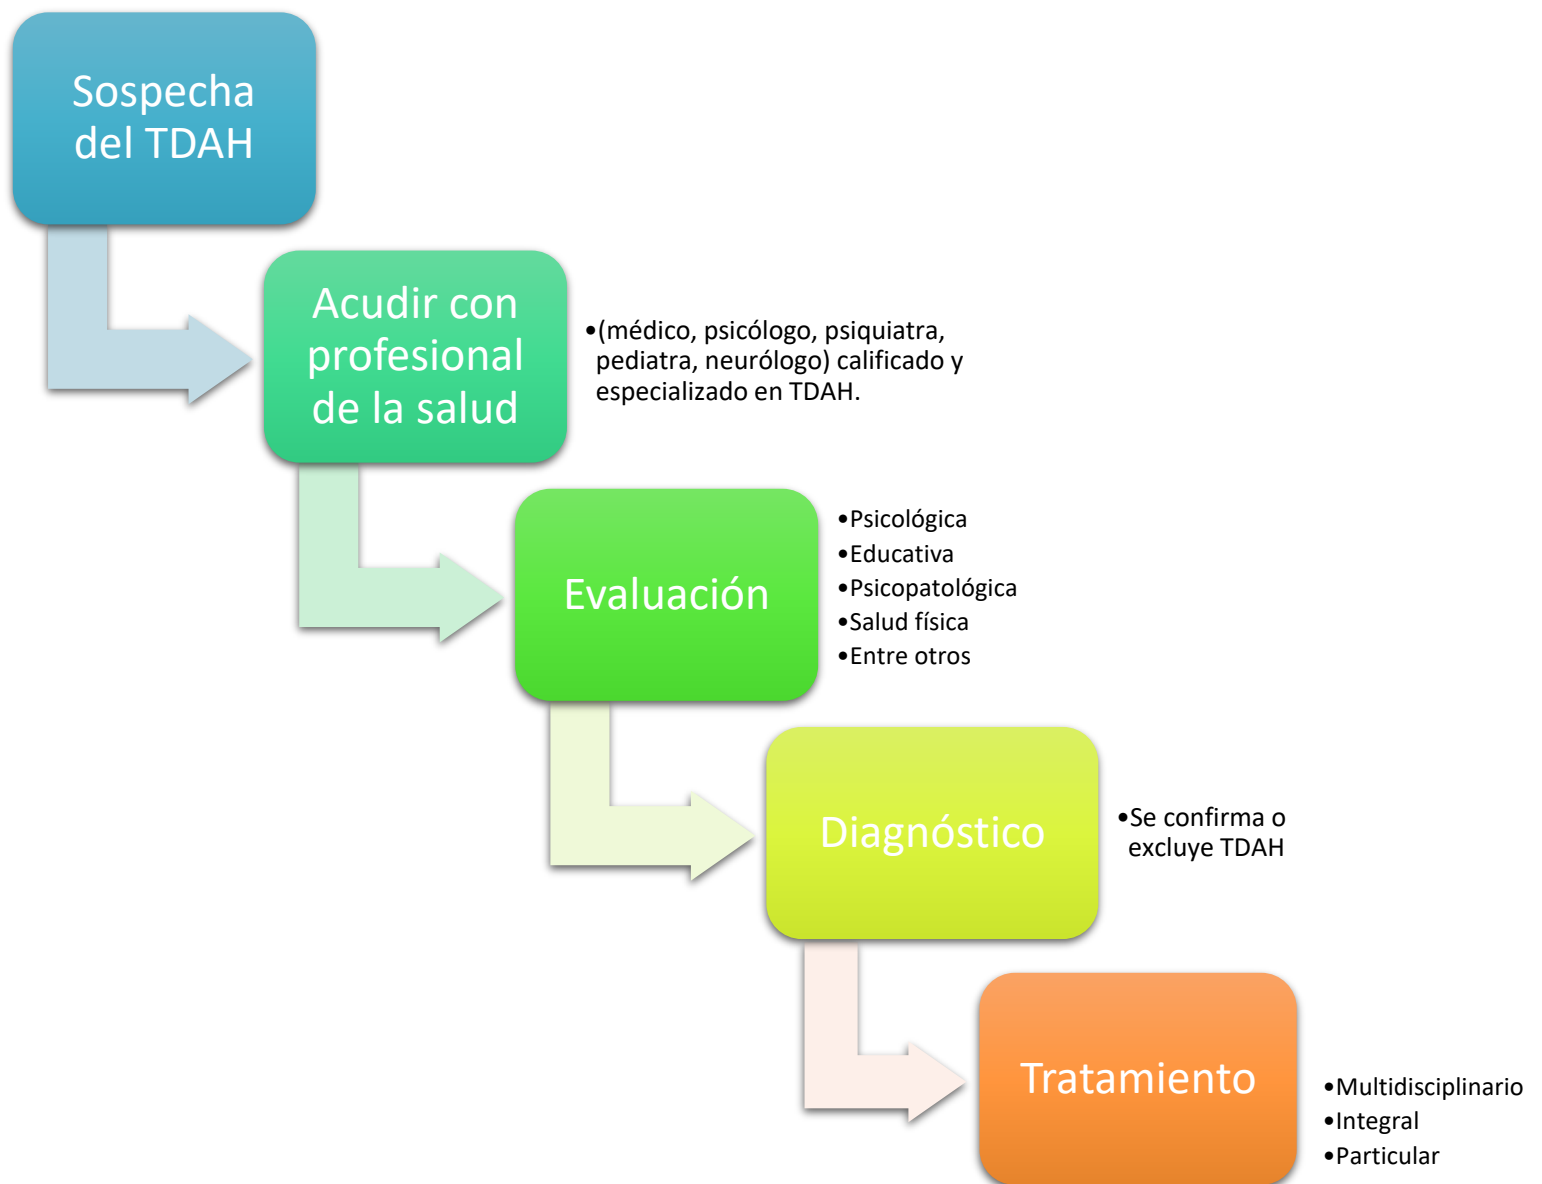 Sospecha
del TDAH
Acudir con
profesional
de la salud
•(médico, psicólogo, psiquiatra,
pediatra, neurólogo) calificado y
especializado en TDAH.
Evaluación
•Psicológica
•Educativa
•Psicopatológica
•Salud física
•Entre otros
Diagnóstico
•Se confirma o
excluye TDAH
Tratamiento
•Multidisciplinario
•Integral
•Particular